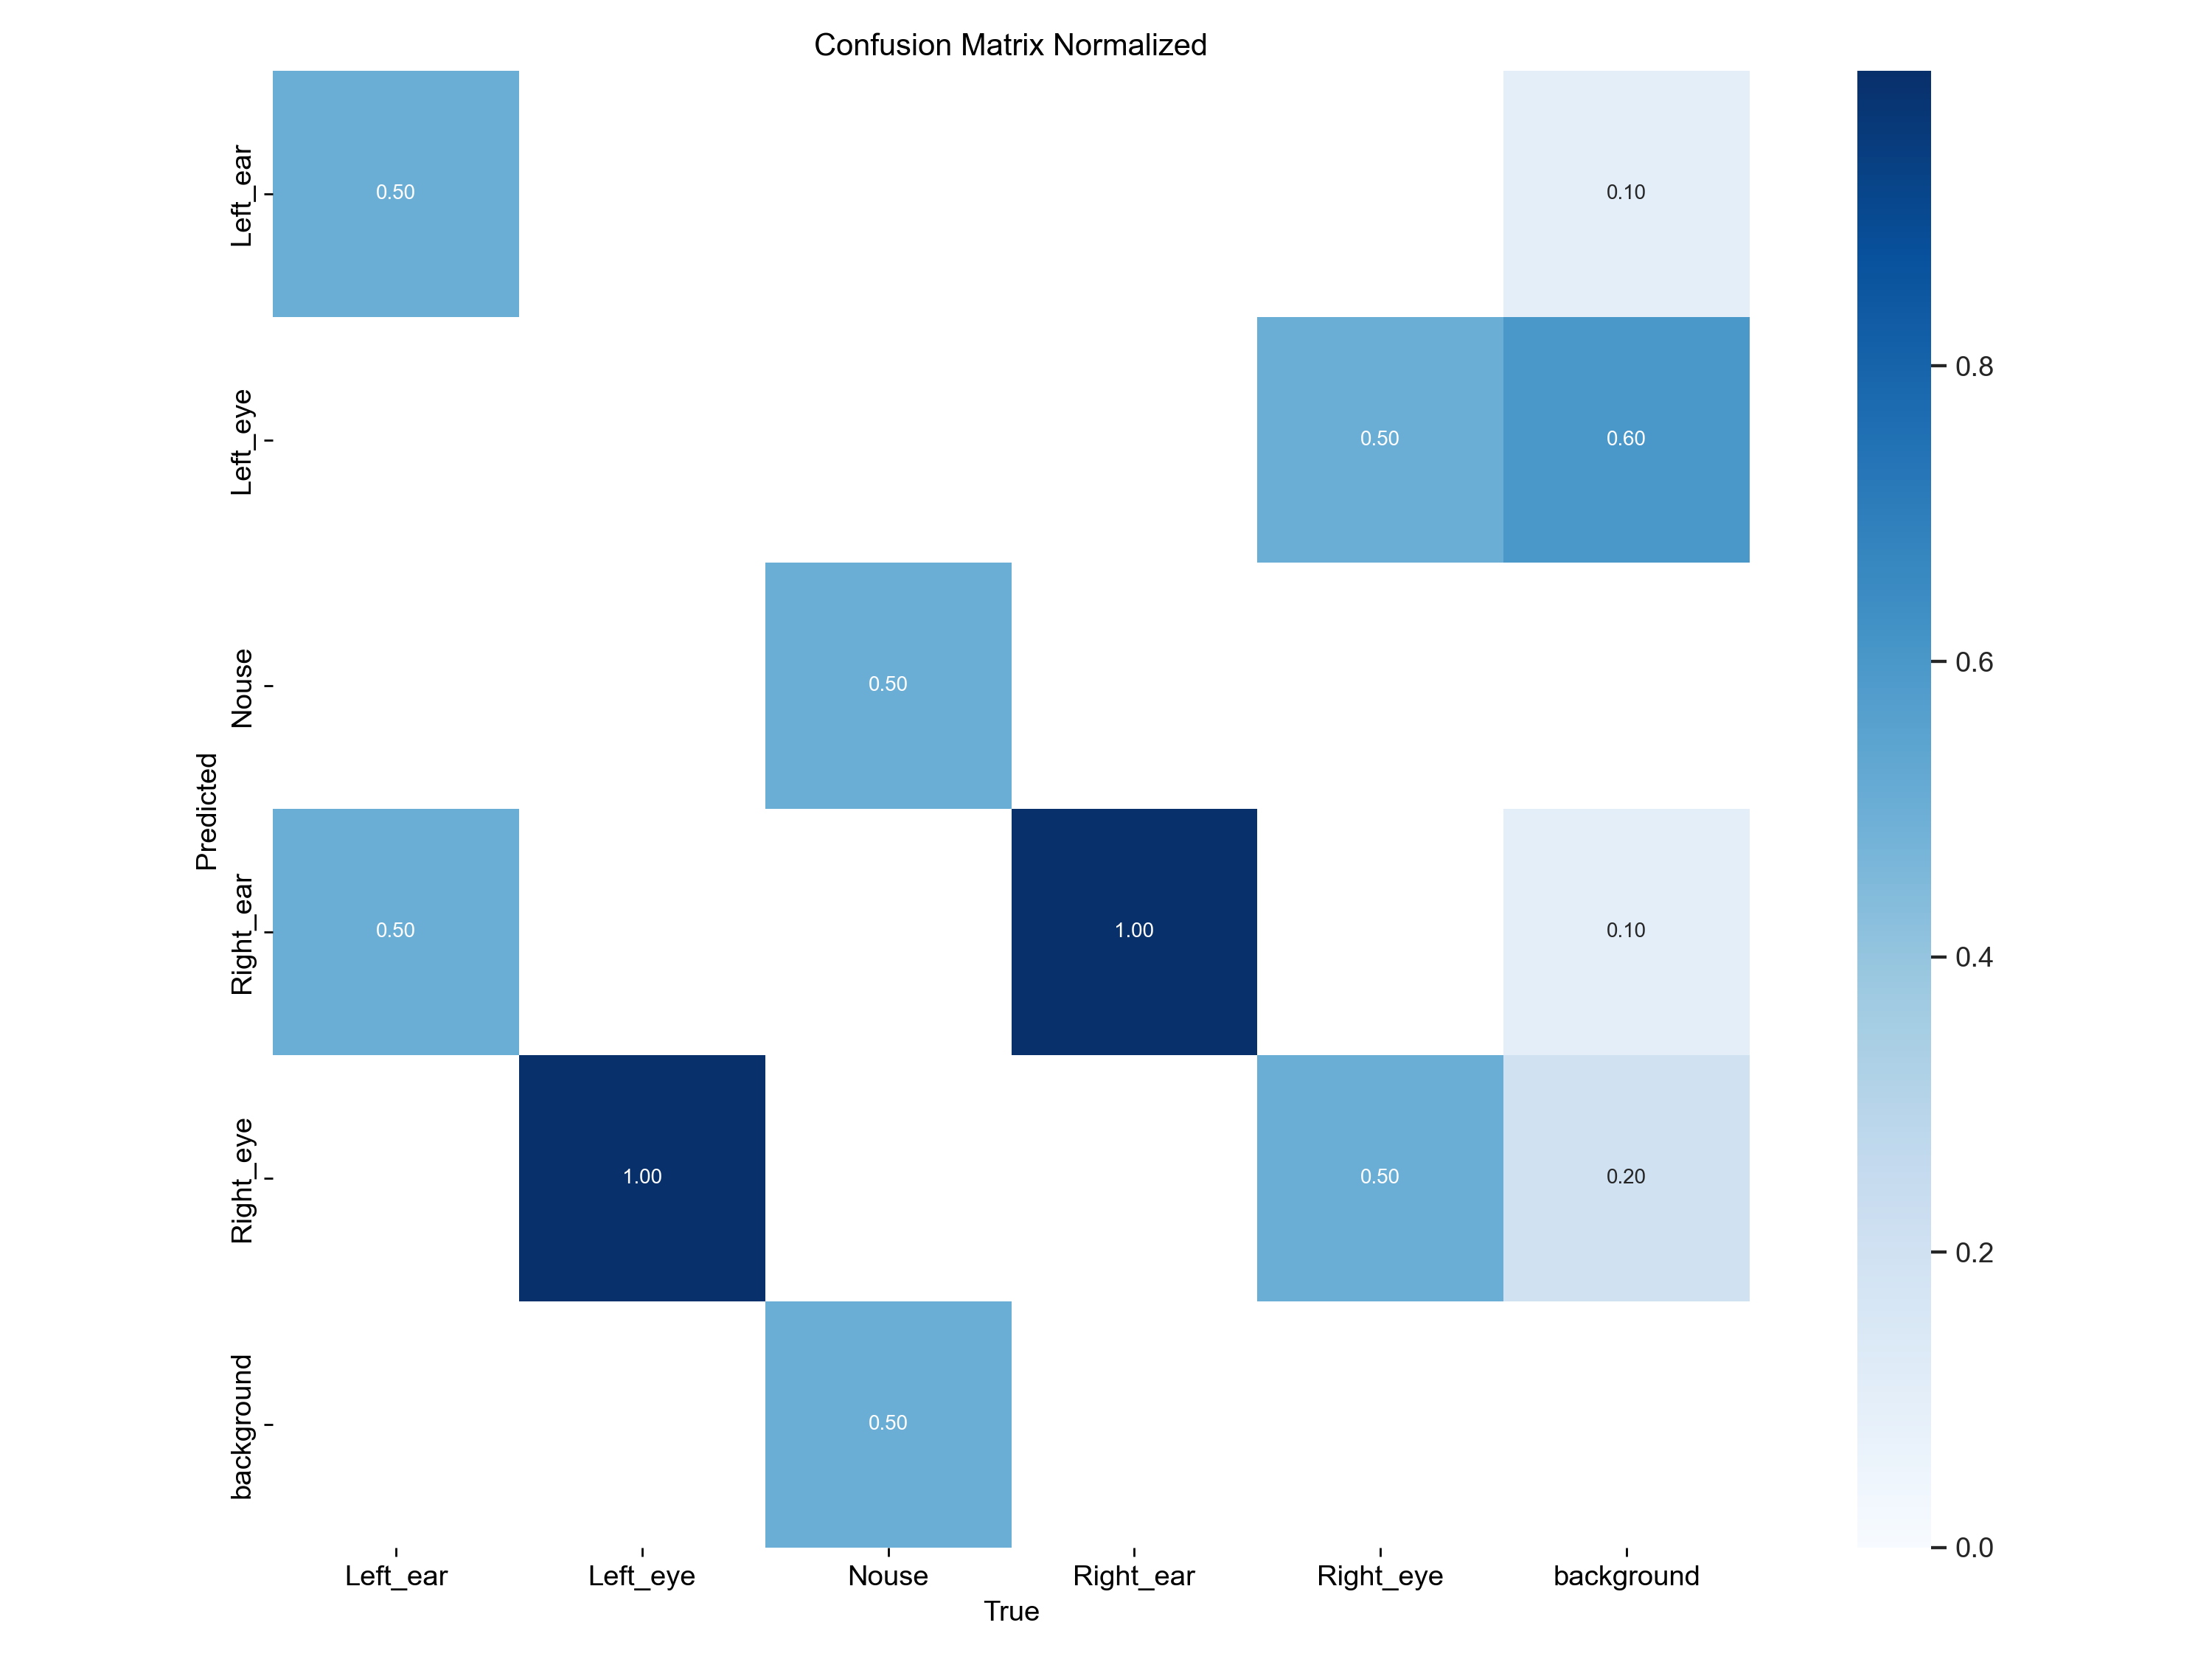 Confusion Matrix Normalized
Left_ear
0.50
0.10
0.8
Left_eye
0.50
0.60
0.6
Nouse
0.50
Predicted
Right_ear
0.50
1.00
0.10
0.4
Right_eye
1.00
0.50
0.20
0.2
background
0.50
0.0
Left_ear
Left_eye
Nouse
Right_ear
Right_eye
background
True